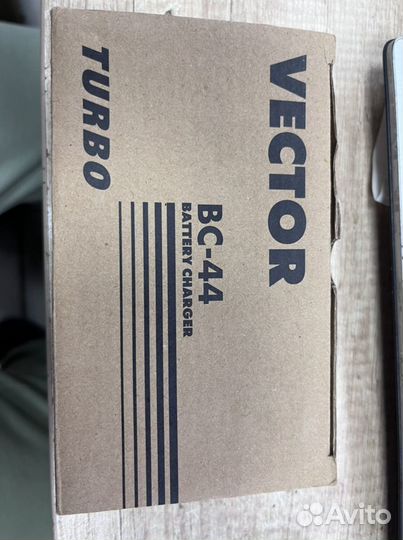 VECTOR
BC-44
BATTERY CHARGER
TURBO
Avito